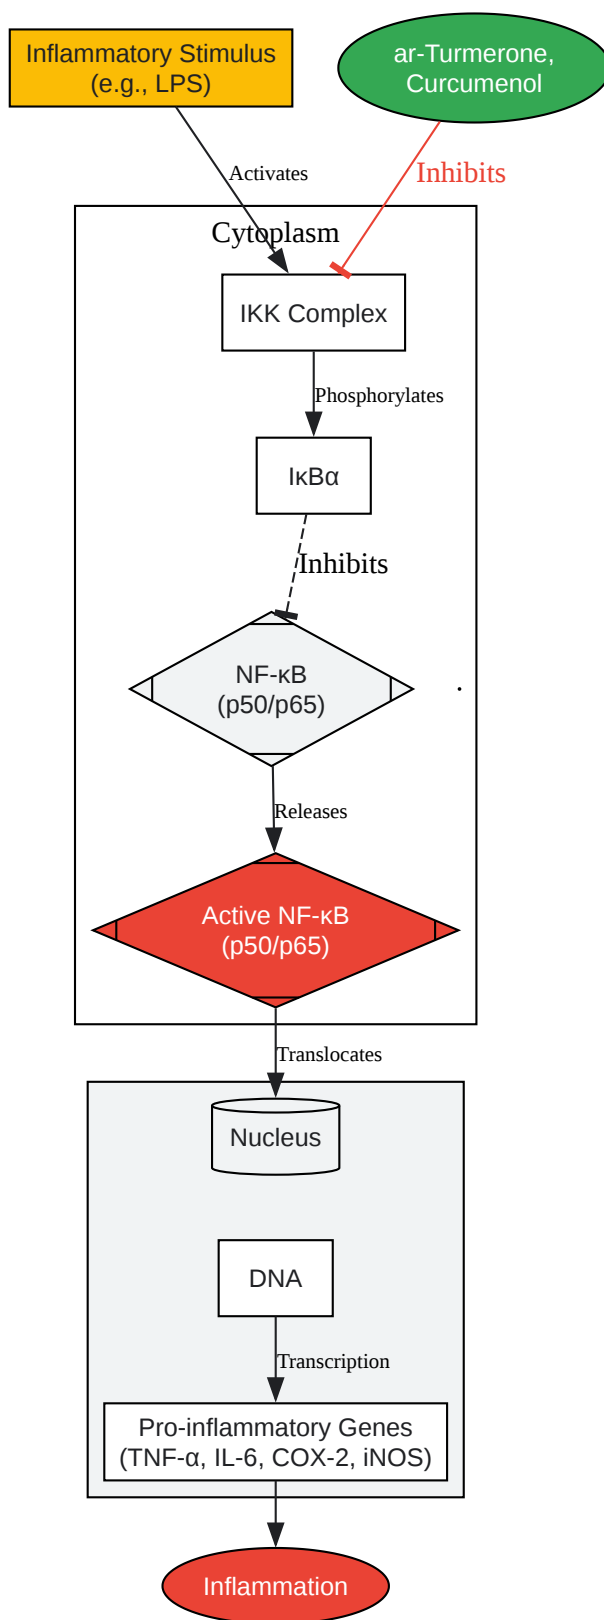 Inflammatory Stimulus
(e.g., LPS)
ar-Turmerone,
Curcumenol
Activates
Inhibits
Cytoplasm
IKK Complex
Phosphorylates
IκBα
Inhibits
NF-κB
(p50/p65)
Releases
Active NF-κB
(p50/p65)
Translocates
Nucleus
DNA
Transcription
Pro-inflammatory Genes
(TNF-α, IL-6, COX-2, iNOS)
Inflammation